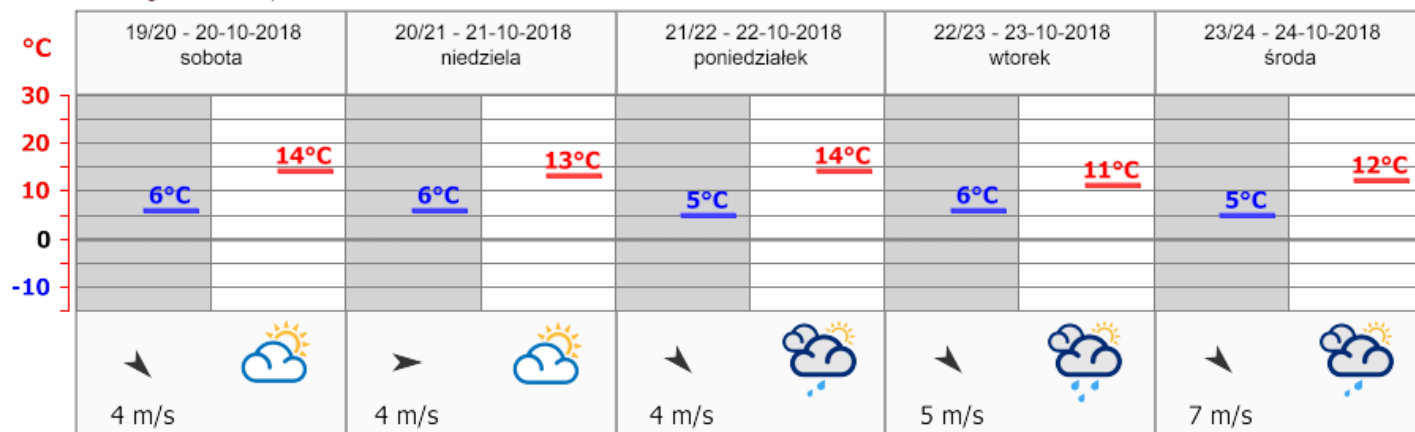 19/20 - 20-10-2018
sobota
20/21 - 21-10-2018
niedziela
21/22 - 22-10-2018
poniedziałek
22/23 - 23-10-2018
wtorek
23/24 - 24-10-2018
środa
°C
30
20
10
0
-10
6°C
14°C
6°C
13°C
5°C
14°C
6°C
11°C
5°C
12°C
4 m/s
4 m/s
4 m/s
5 m/s
7 m/s